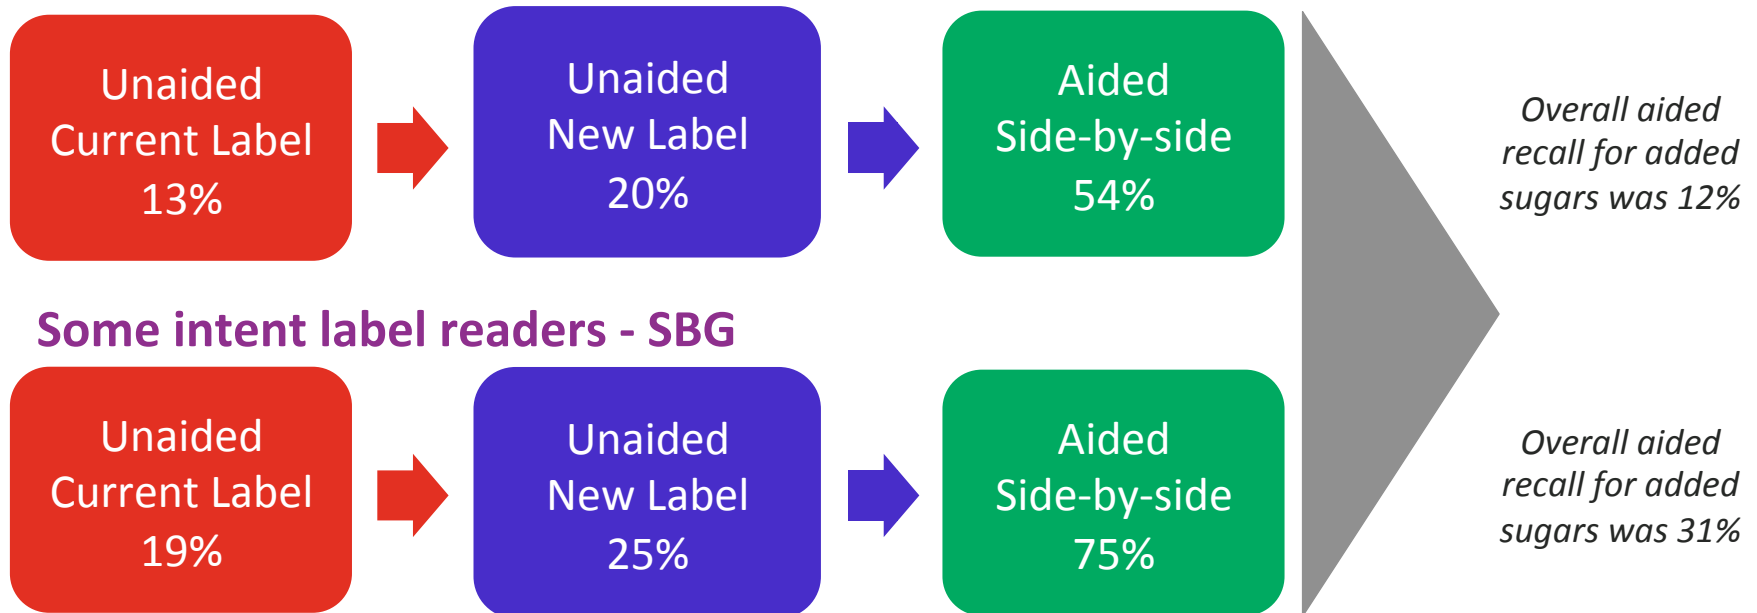 Unaided
Current Label
13%
Unaided
New Label
20%
Aided
Side-by-side
54%
Overall aided
recall for added
sugars was 12%
Some intent label readers - SBG
Unaided
Current Label
19%
Unaided
New Label
25%
Aided
Side-by-side
75%
Overall aided
recall for added
sugars was 31%